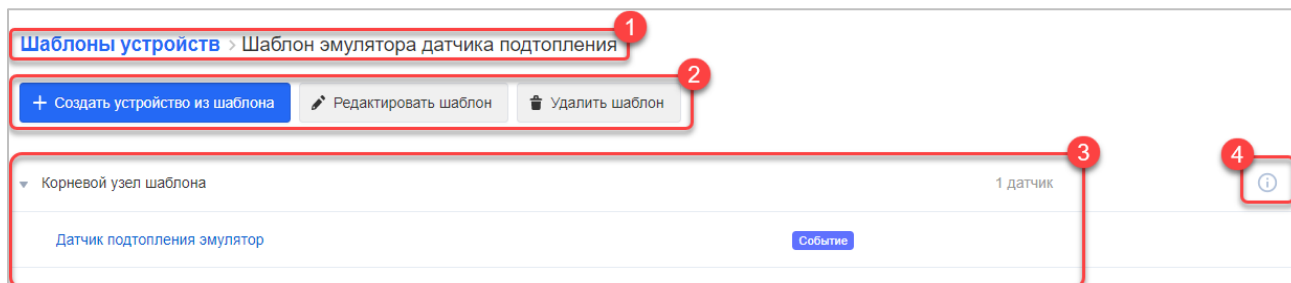 1
Шаблоны устройств > Шаблон эмулятора датчика подтопления
2
+ Создать устройство из шаблона Редактировать шаблон Удалить шаблон
3
4
Корневой узел шаблона 1 датчик
Датчик подтопления эмулятор Событие